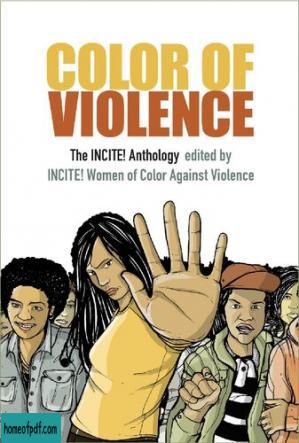 COLOR OF
VIOLENCE
The INCITE! Anthology edited by
INCITE! Women of Color Against Violence
homeofpdf.com